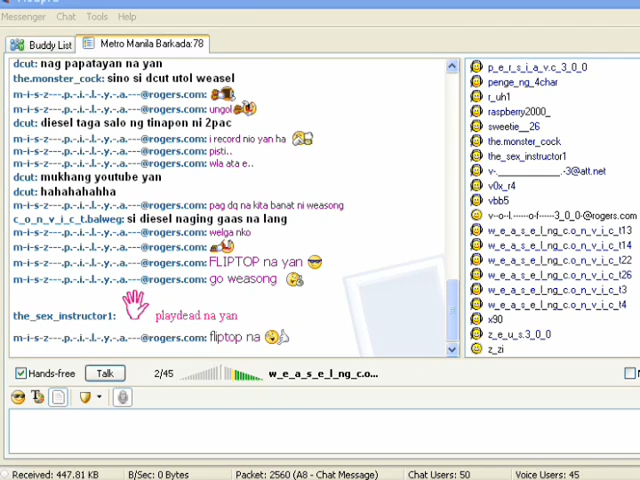 Messenger Chat Tools Help
Buddy List Metro Manila Barkada:78
dcut: nag papatayan na yan
the.monster_cock: sino si dcut utol weasel
m-i-s-z---.p.-.i.-.l.-.y.-.a.---@rogers.com:
m-i-s-z---.p.-.i.-.l.-.y.-.a.---@rogers.com: ungol
dcut: diesel taga salo ng tinapon ni 2pac
m-i-s-z---.p.-.i.-.l.-.y.-.a.---@rogers.com: i record nio yan ha
m-i-s-z---.p.-.i.-.l.-.y.-.a.---@rogers.com: pisti..
m-i-s-z---.p.-.i.-.l.-.y.-.a.---@rogers.com: wla ata e..
dcut: mukhang youtube yan
dcut: hahahahahha
m-i-s-z---.p.-.i.-.l.-.y.-.a.---@rogers.com: pag dq na kita banat ni weasong
c_o_n_v_i_c_t.balweg: si diesel naging gaas na lang
m-i-s-z---.p.-.i.-.l.-.y.-.a.---@rogers.com: welga nko
m-i-s-z---.p.-.i.-.l.-.y.-.a.---@rogers.com:
m-i-s-z---.p.-.i.-.l.-.y.-.a.---@rogers.com: FLIPTOP na yan
m-i-s-z---.p.-.i.-.l.-.y.-.a.---@rogers.com: go weasong
the_sex_instructor1: playdead na yan
m-i-s-z---.p.-.i.-.l.-.y.-.a.---@rogers.com: fliptop na
p_e_r_s_i_a_v.c_3_0_0
penge_ng_4char
r_uh1
raspberry2000_
sweetie__26
the.monster_cock
the_sex_instructor1
v0x_r4
vbb5
w_e_a_s_e_l_ng_c.o_n_v_i_c_t13
w_e_a_s_e_l_ng_c.o_n_v_i_c_t14
w_e_a_s_e_l_ng_c.o_n_v_i_c_t22
w_e_a_s_e_l_ng_c.o_n_v_i_c_t26
w_e_a_s_e_l_ng_c.o_n_v_i_c_t3
w_e_a_s_e_l_ng_c.o_n_v_i_c_t4
x90
z_e_u_s.3_0_0
z_zi
Hands-free Talk 2/45 w_e_a_s_e_l_ng_c.o...
Received: 447.81 KB B/Sec: 0 Bytes Packet: 2560 (A8 - Chat Message) Chat Users: 50 Voice Users: 45